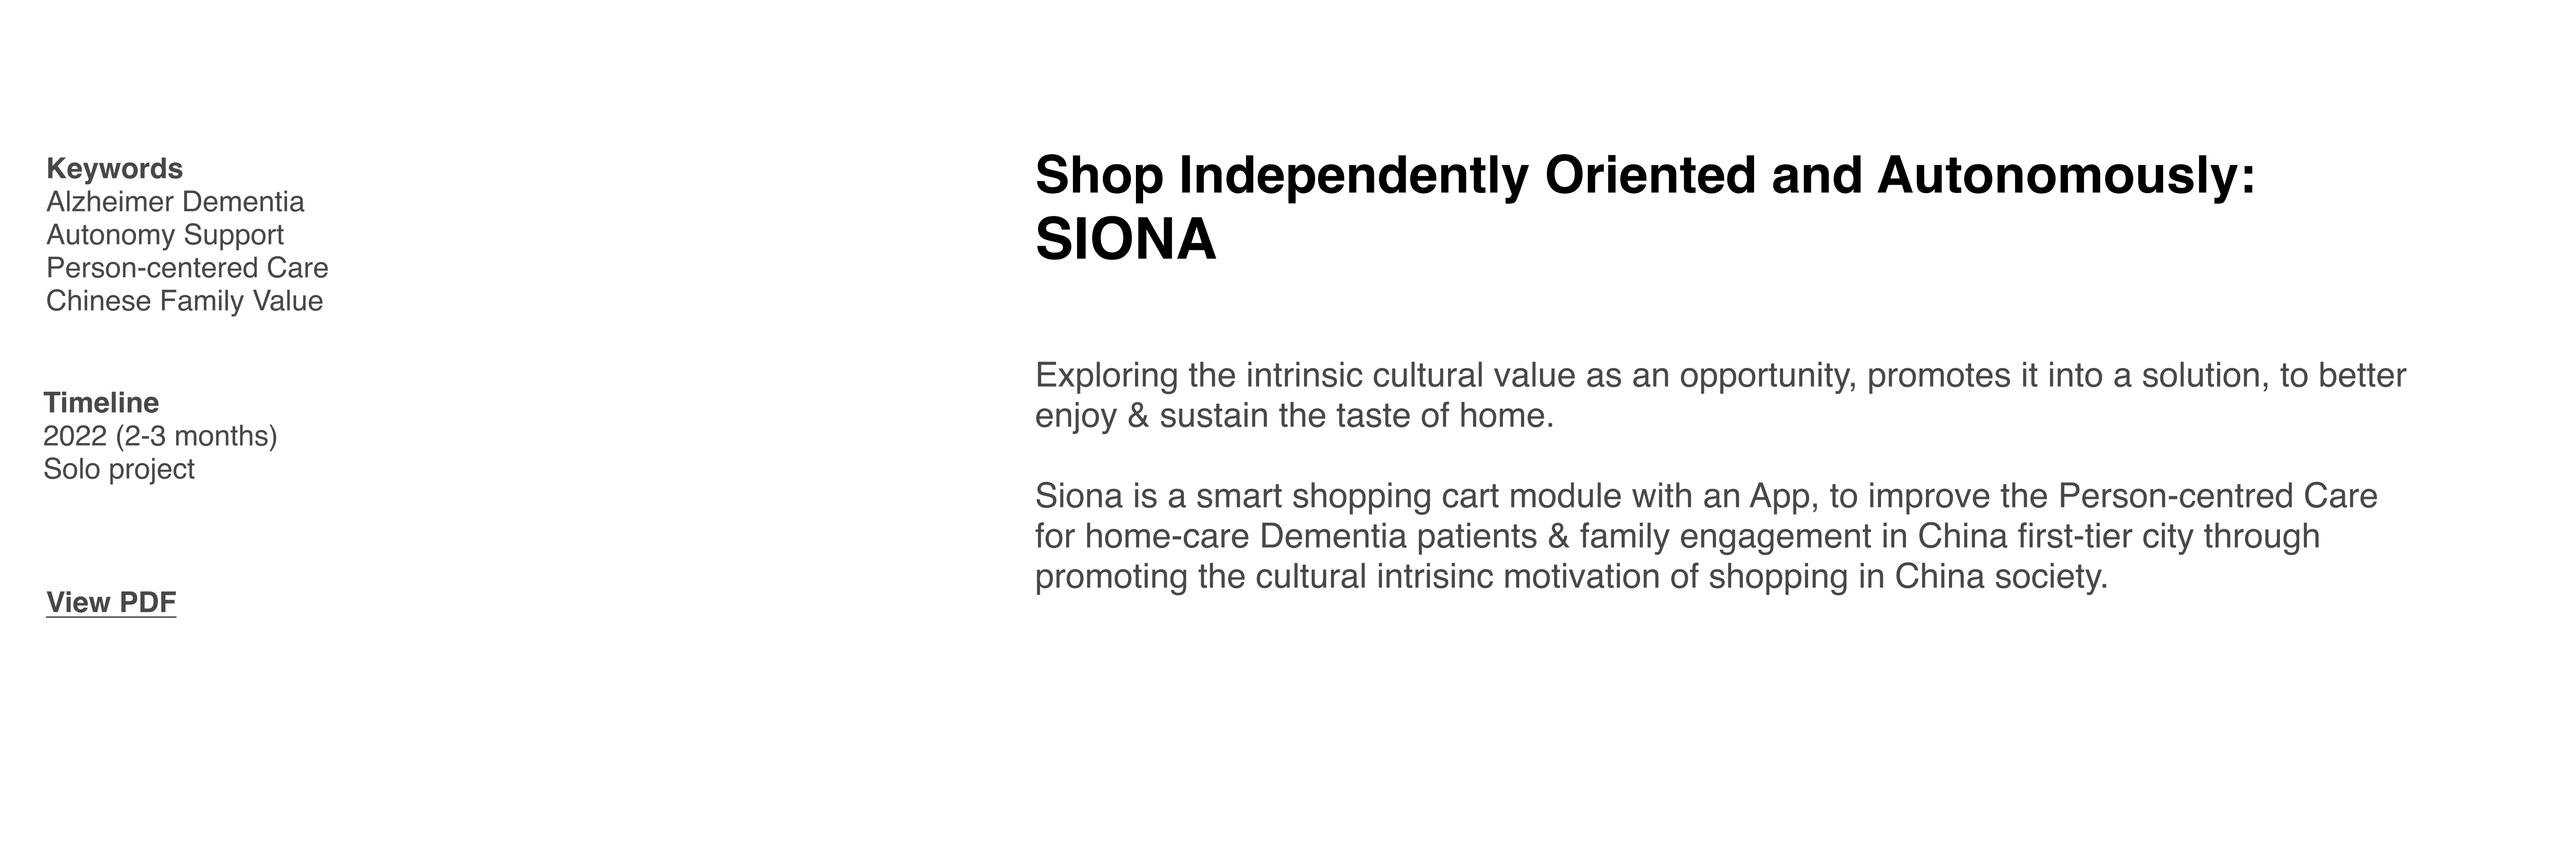 Keywords
Alzheimer Dementia
Autonomy Support
Person-centered Care
Chinese Family Value
Timeline
2022 (2-3 months)
Solo project
View PDF
Shop Independently Oriented and Autonomously:
SIONA
Exploring the intrinsic cultural value as an opportunity, promotes it into a solution, to better
enjoy & sustain the taste of home.
Siona is a smart shopping cart module with an App, to improve the Person-centred Care
for home-care Dementia patients & family engagement in China first-tier city through
promoting the cultural intrisinc motivation of shopping in China society.